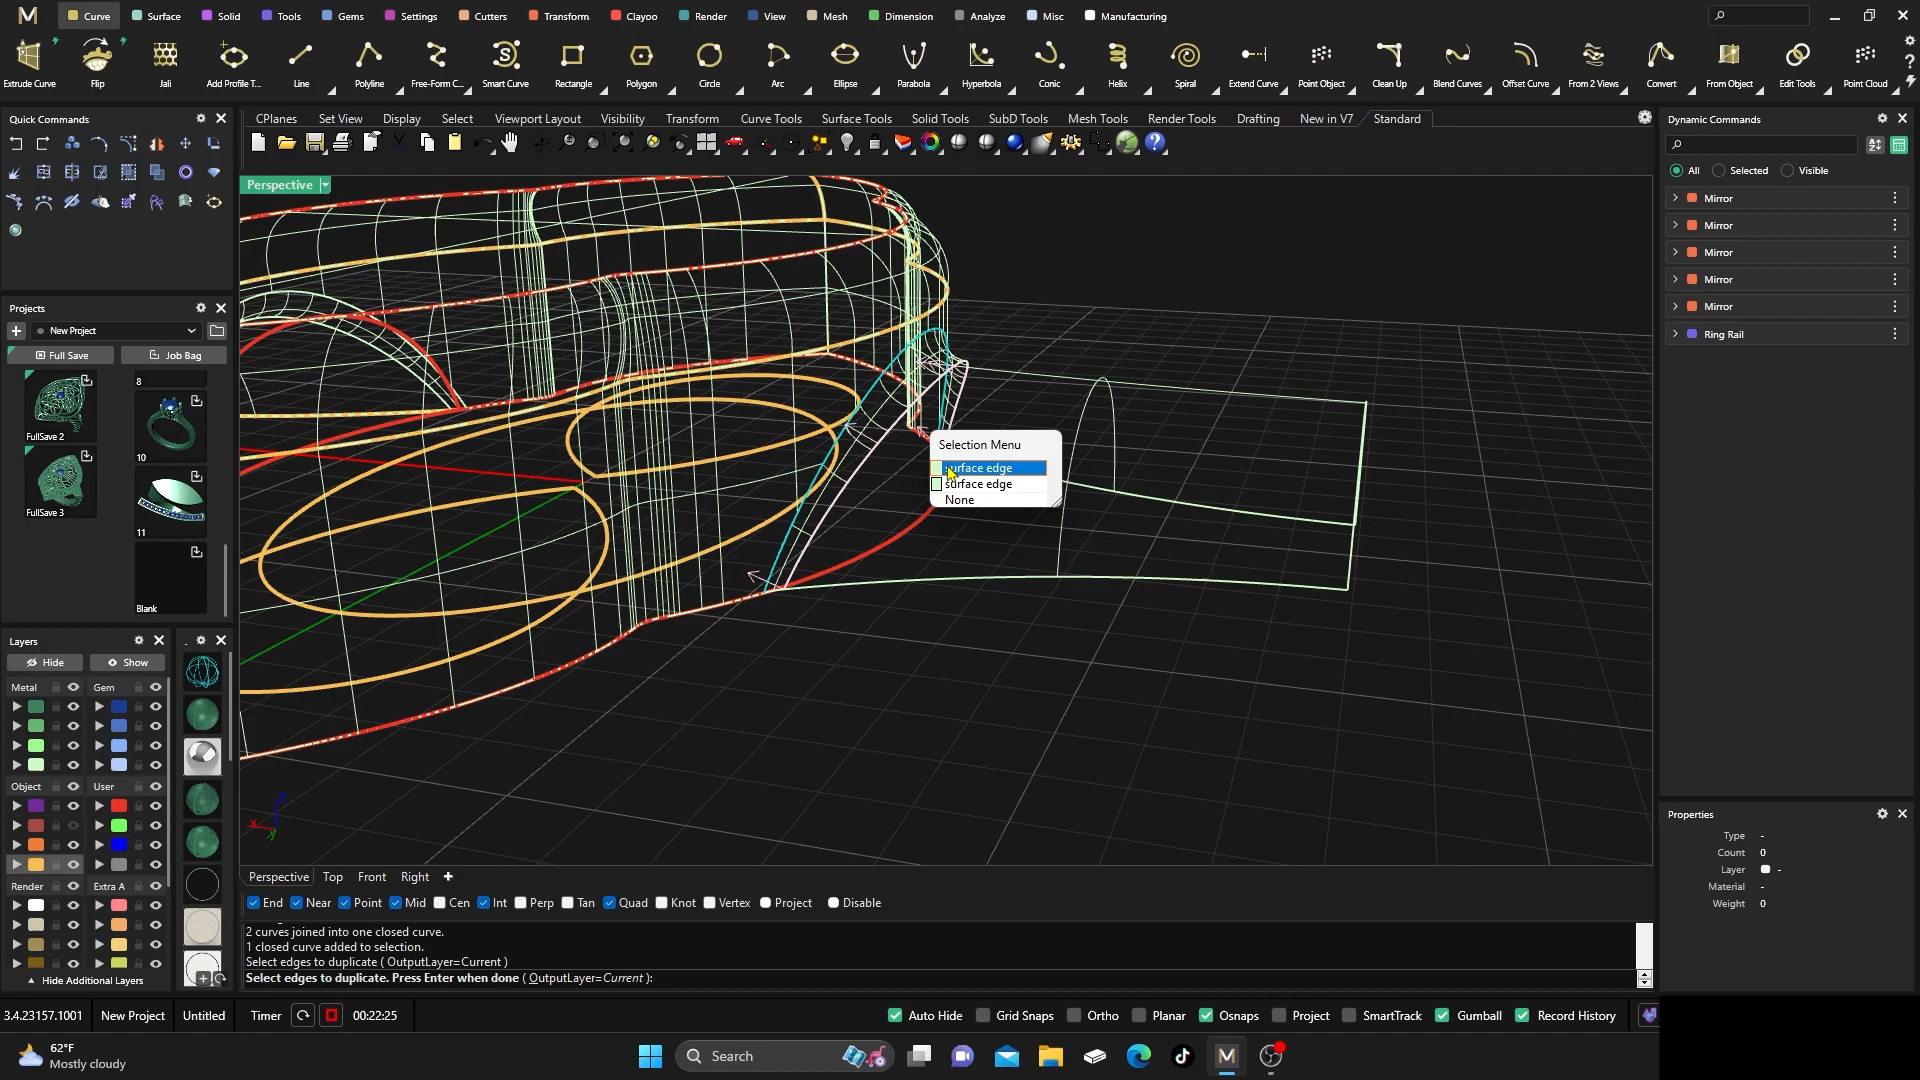 Curve Surface Solid Tools Gems Settings Cutters Transform Clayoo Render View Mesh Dimension Analyze Misc Manufacturing
Extrude Curve Flip Jali Add Profile T... Line Polyline Free-Form C... Smart Curve Rectangle Polygon Circle Arc Ellipse Parabola Hyperbola Conic Helix Spiral Extend Curve Point Object Clean Up Blend Curves Offset Curve From 2 Views Convert From Object Edit Tools Point Cloud
Quick Commands
CPlanes Set View Display Select Viewport Layout Visibility Transform Curve Tools Surface Tools Solid Tools SubD Tools Mesh Tools Render Tools Drafting New in V7 Standard
Dynamic Commands
All Selected Visible
Perspective
Mirror
Mirror
Mirror
Mirror
Mirror
Ring Rail
Projects
New Project
Full Save Job Bag
8
FullSave 2
10
FullSave 3
11
Blank
Selection Menu
surface edge
surface edge
None
x
y
z
Layers
Hide Show
Metal Gem
Object User
Render Extra A
Hide Additional Layers
Properties
Type -
Count 0
Layer -
Material -
Weight 0
Perspective Top Front Right
End Near Point Mid Cen Int Perp Tan Quad Knot Vertex Project Disable
2 curves joined into one closed curve.
1 closed curve added to selection.
Select edges to duplicate ( OutputLayer=Current )
Select edges to duplicate. Press Enter when done ( OutputLayer=Current ):
3.4.23157.1001 New Project Untitled Timer 00:22:25 Auto Hide Grid Snaps Ortho Planar Osnaps Project SmartTrack Gumball Record History
62°F
Mostly cloudy
Search